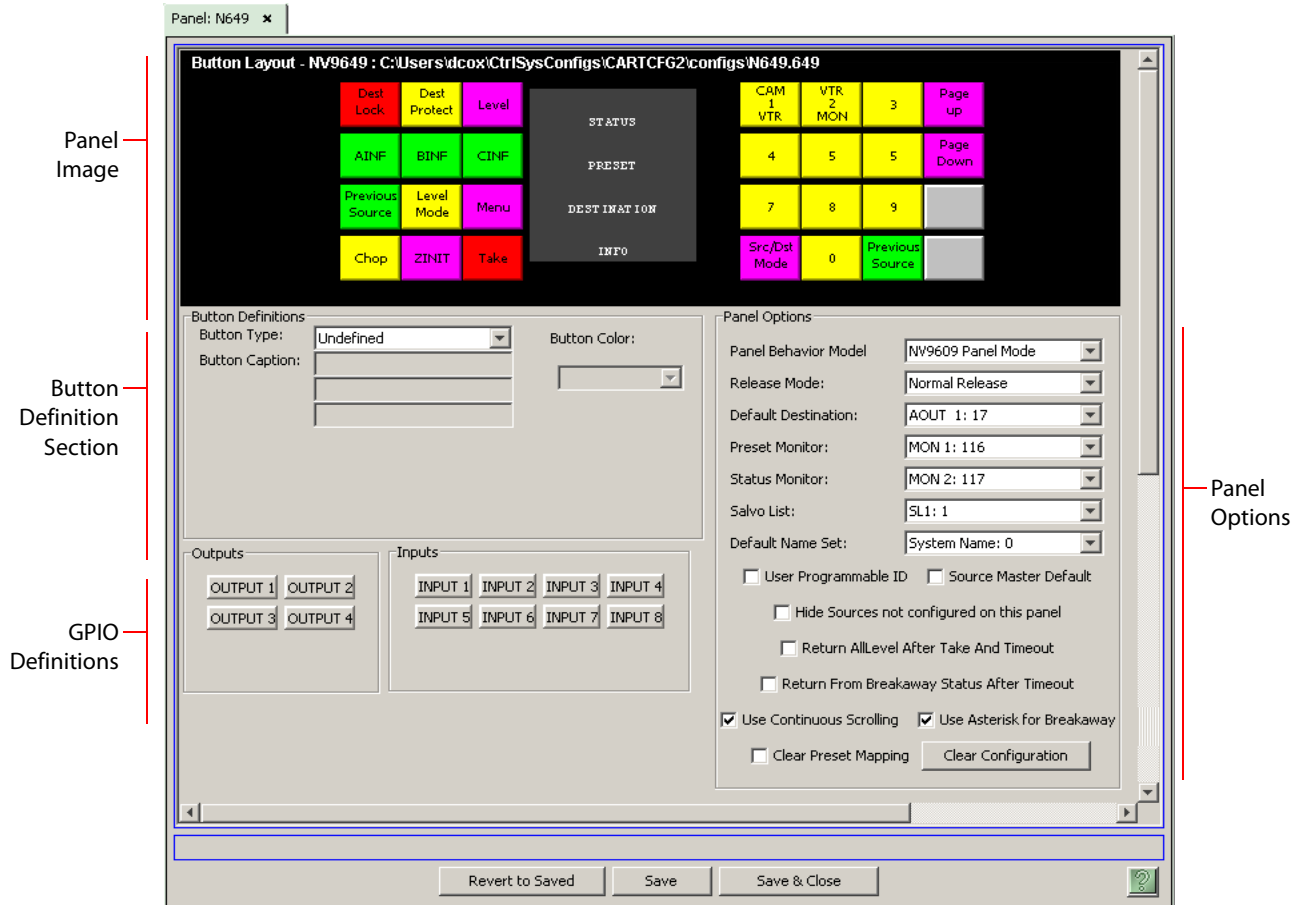 Panel: N649 ×
Button Layout - NV9649 : C:\Users\dcox\CtrlSysConfigs\CARTCFG2\configs\N649.649
Dest Lock
Dest Protect
Level
AINF
BINF
CINF
Previous Source
Level Mode
Menu
Chop
ZINIT
Take
STATUS
PRESET
DESTINATION
INFO
CAM 1 VTR
VTR 2 MON
3
Page up
4
5
5
Page Down
7
8
9
Src/Dst Mode
0
Previous Source
Panel Image
Button Definitions
Button Type:
Undefined
Button Color:
Button Caption:
Button Definition Section
Outputs
OUTPUT 1
OUTPUT 2
OUTPUT 3
OUTPUT 4
Inputs
INPUT 1
INPUT 2
INPUT 3
INPUT 4
INPUT 5
INPUT 6
INPUT 7
INPUT 8
GPIO Definitions
Panel Options
Panel Behavior Model
NV9609 Panel Mode
Release Mode:
Normal Release
Default Destination:
AOUT 1: 17
Preset Monitor:
MON 1: 116
Status Monitor:
MON 2: 117
Salvo List:
SL1: 1
Default Name Set:
System Name: 0
User Programmable ID
Source Master Default
Hide Sources not configured on this panel
Return AllLevel After Take And Timeout
Return From Breakaway Status After Timeout
Use Continuous Scrolling
Use Asterisk for Breakaway
Clear Preset Mapping
Clear Configuration
Panel Options
Revert to Saved
Save
Save & Close
?